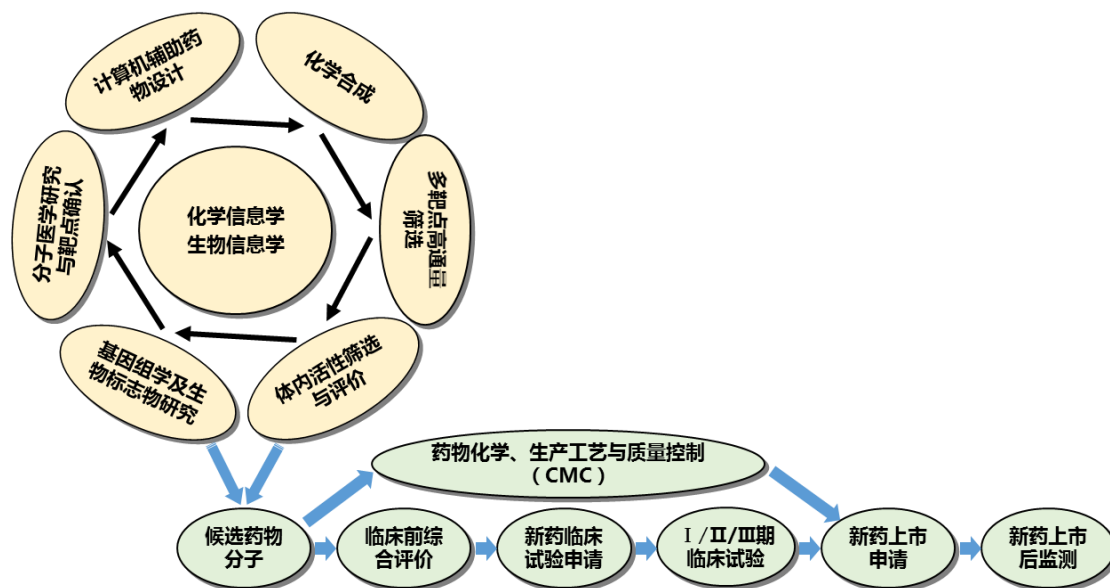 计算机辅助药
物设计
化学合成
分子医学研究
与靶点确认
化学信息学
生物信息学
多靶点高通量
筛选
基因组学及生
物标志物研究
体内活性筛选
与评价
药物化学、生产工艺与质量控制
（CMC）
候选药物
分子
临床前综
合评价
新药临床
试验申请
Ⅰ/Ⅱ/Ⅲ期
临床试验
新药上市
申请
新药上市
后监测